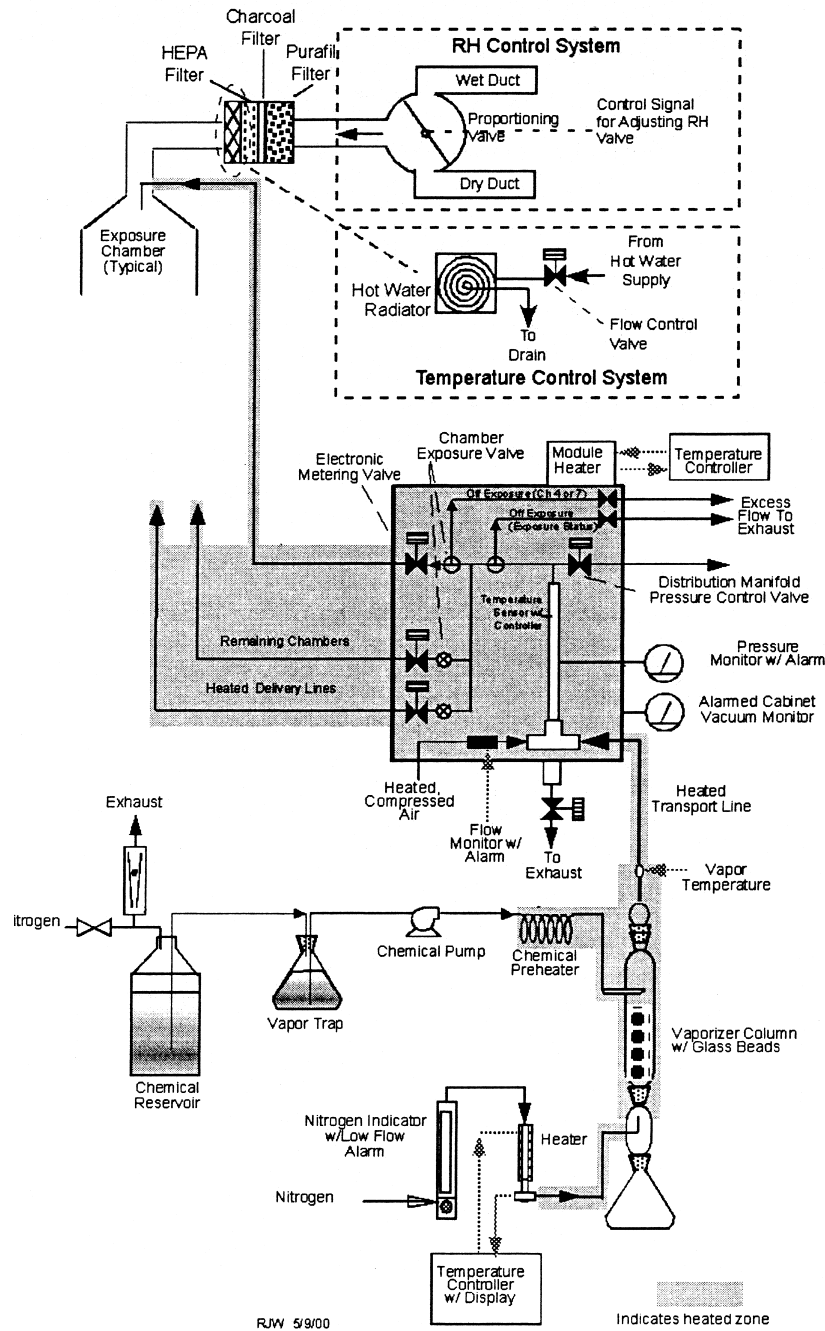 Charcoal
Filter
HEPA
Filter
Purafil
Filter
RH Control System
Wet Duct
Proportioning
Valve
Control Signal
for Adjusting RH
Valve
Dry Duct
Exposure
Chamber
(Typical)
Hot Water
Radiator
From
Hot Water
Supply
To
Drain
Flow Control
Valve
Temperature Control System
Chamber
Exposure Valve
Electronic
Metering Valve
Module
Heater
Temperature
Controller
Off Exposure (Ch 4 or 7)
Off Exposure
(Exposure Status)
Excess
Flow To
Exhaust
Distribution Manifold
Pressure Control Valve
Temperature
Sensor w/
Controller
Remaining Chambers
Heated Delivery Lines
Pressure
Monitor w/ Alarm
Alarmed Cabinet
Vacuum Monitor
Heated,
Compressed
Air
Flow
Monitor w/
Alarm
To
Exhaust
Heated
Transport Line
Vapor
Temperature
Exhaust
itrogen
Chemical Pump
Chemical
Preheater
Vapor Trap
Chemical
Reservoir
Vaporizer Column
w/ Glass Beads
Nitrogen Indicator
w/Low Flow
Alarm
Heater
Nitrogen
Temperature
Controller
w/ Display
RJW 5/9/00
Indicates heated zone